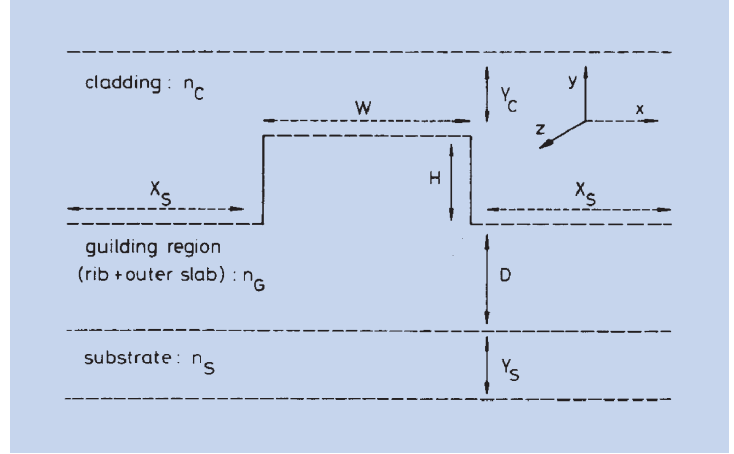 cladding: n_C
Y_C
y
x
z
W
H
X_S
X_S
guilding region
(rib + outer slab): n_G
D
substrate: n_S
Y_S